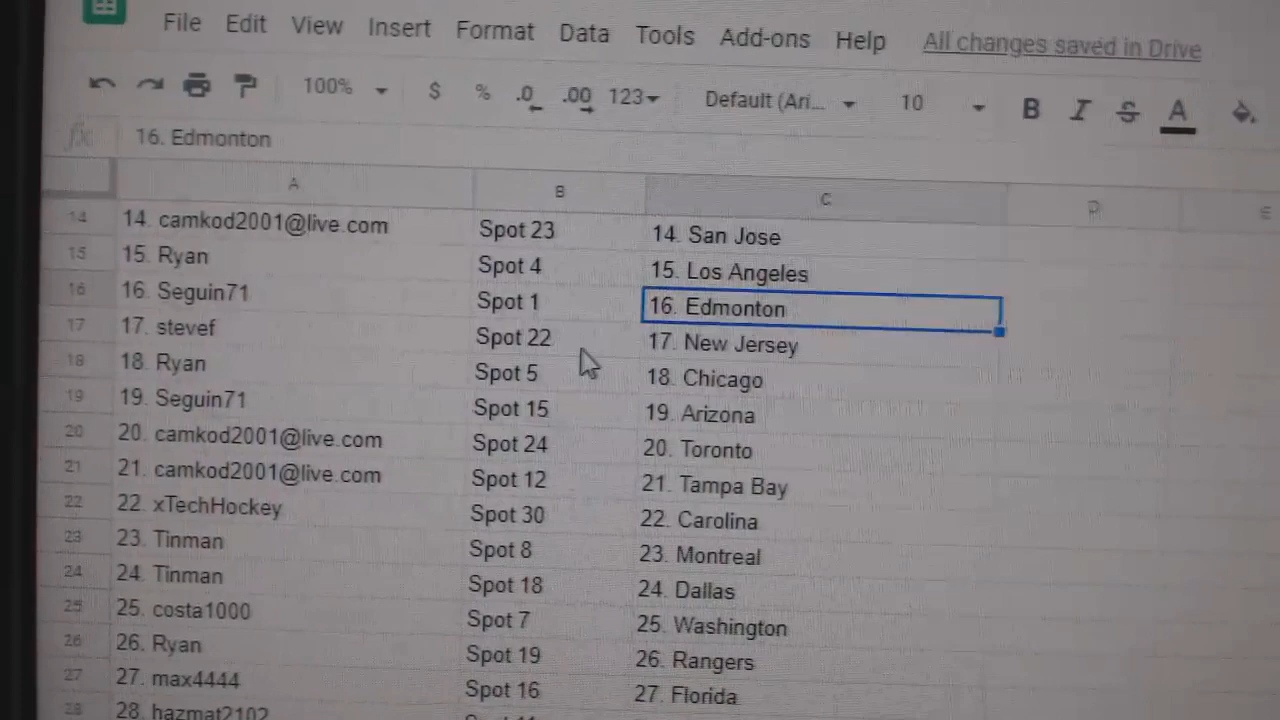 File Edit View Insert Format Data Tools Add-ons Help All changes saved in Drive
100% $ % .0 .00 123 Default (Ari... 10 B I S A
fx 16. Edmonton
A B C D E
14 14. camkod2001@live.com Spot 23 14. San Jose
15 15. Ryan Spot 4 15. Los Angeles
16 16. Seguin71 Spot 1 16. Edmonton
17 17. stevef Spot 22 17. New Jersey
18 18. Ryan Spot 5 18. Chicago
19 19. Seguin71 Spot 15 19. Arizona
20 20. camkod2001@live.com Spot 24 20. Toronto
21 21. camkod2001@live.com Spot 12 21. Tampa Bay
22 22. xTechHockey Spot 30 22. Carolina
23 23. Tinman Spot 8 23. Montreal
24 24. Tinman Spot 18 24. Dallas
25 25. costa1000 Spot 7 25. Washington
26 26. Ryan Spot 19 26. Rangers
27 27. max4444 Spot 16 27. Florida
28 28. hazmat2102